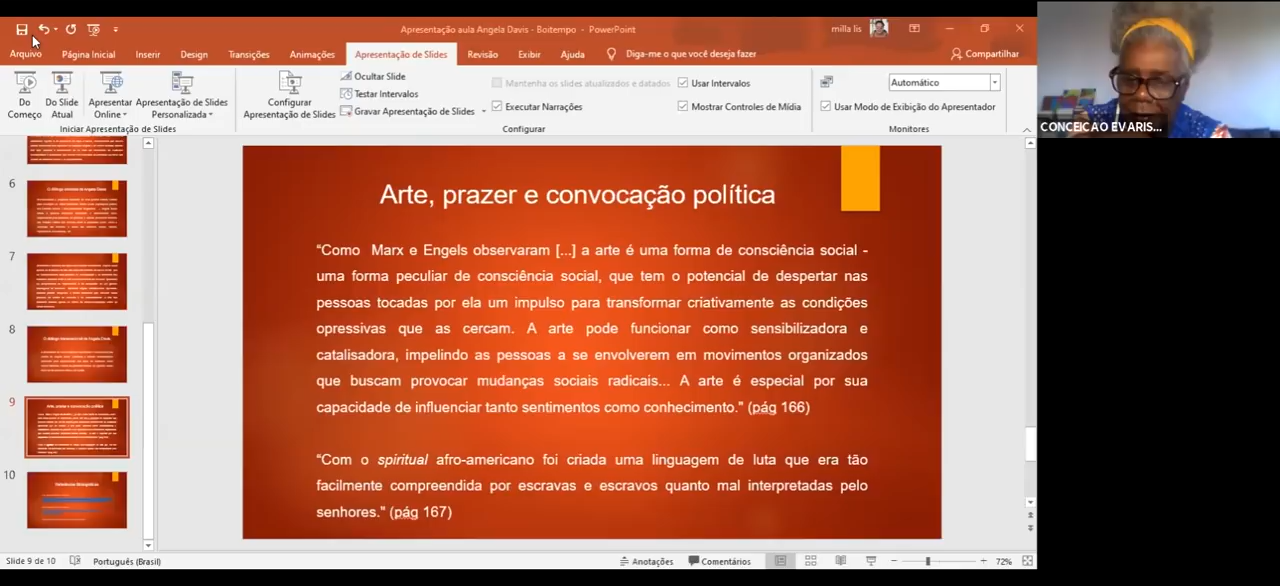 Apresentação aula Angela Davis - Boitempo - PowerPoint
milla lis
Arquivo Página Inicial Inserir Design Transições Animações Apresentação de Slides Revisão Exibir Ajuda Diga-me o que você deseja fazer Compartilhar
Do Começo
Do Slide Atual
Apresentar Online
Apresentação de Slides Personalizada
Iniciar Apresentação de Slides
Configurar Apresentação de Slides
Ocultar Slide
Testar Intervalos
Gravar Apresentação de Slides
Mantenha os slides atualizados e datados
Executar Narrações
Usar Intervalos
Mostrar Controles de Mídia
Configurar
Automático
Usar Modo de Exibição do Apresentador
Monitores
CONCEICAO EVARIS...
6
7
8
9
10
Arte, prazer e convocação política
“Como Marx e Engels observaram [...] a arte é uma forma de consciência social -
uma forma peculiar de consciência social, que tem o potencial de despertar nas
pessoas tocadas por ela um impulso para transformar criativamente as condições
opressivas que as cercam. A arte pode funcionar como sensibilizadora e
catalisadora, impelindo as pessoas a se envolverem em movimentos organizados
que buscam provocar mudanças sociais radicais... A arte é especial por sua
capacidade de influenciar tanto sentimentos como conhecimento.” (pág 166)
“Com o spiritual afro-americano foi criada uma linguagem de luta que era tão
facilmente compreendida por escravas e escravos quanto mal interpretadas pelo
senhores.” (pág 167)
Slide 9 de 10 Português (Brasil) Anotações Comentários 72%